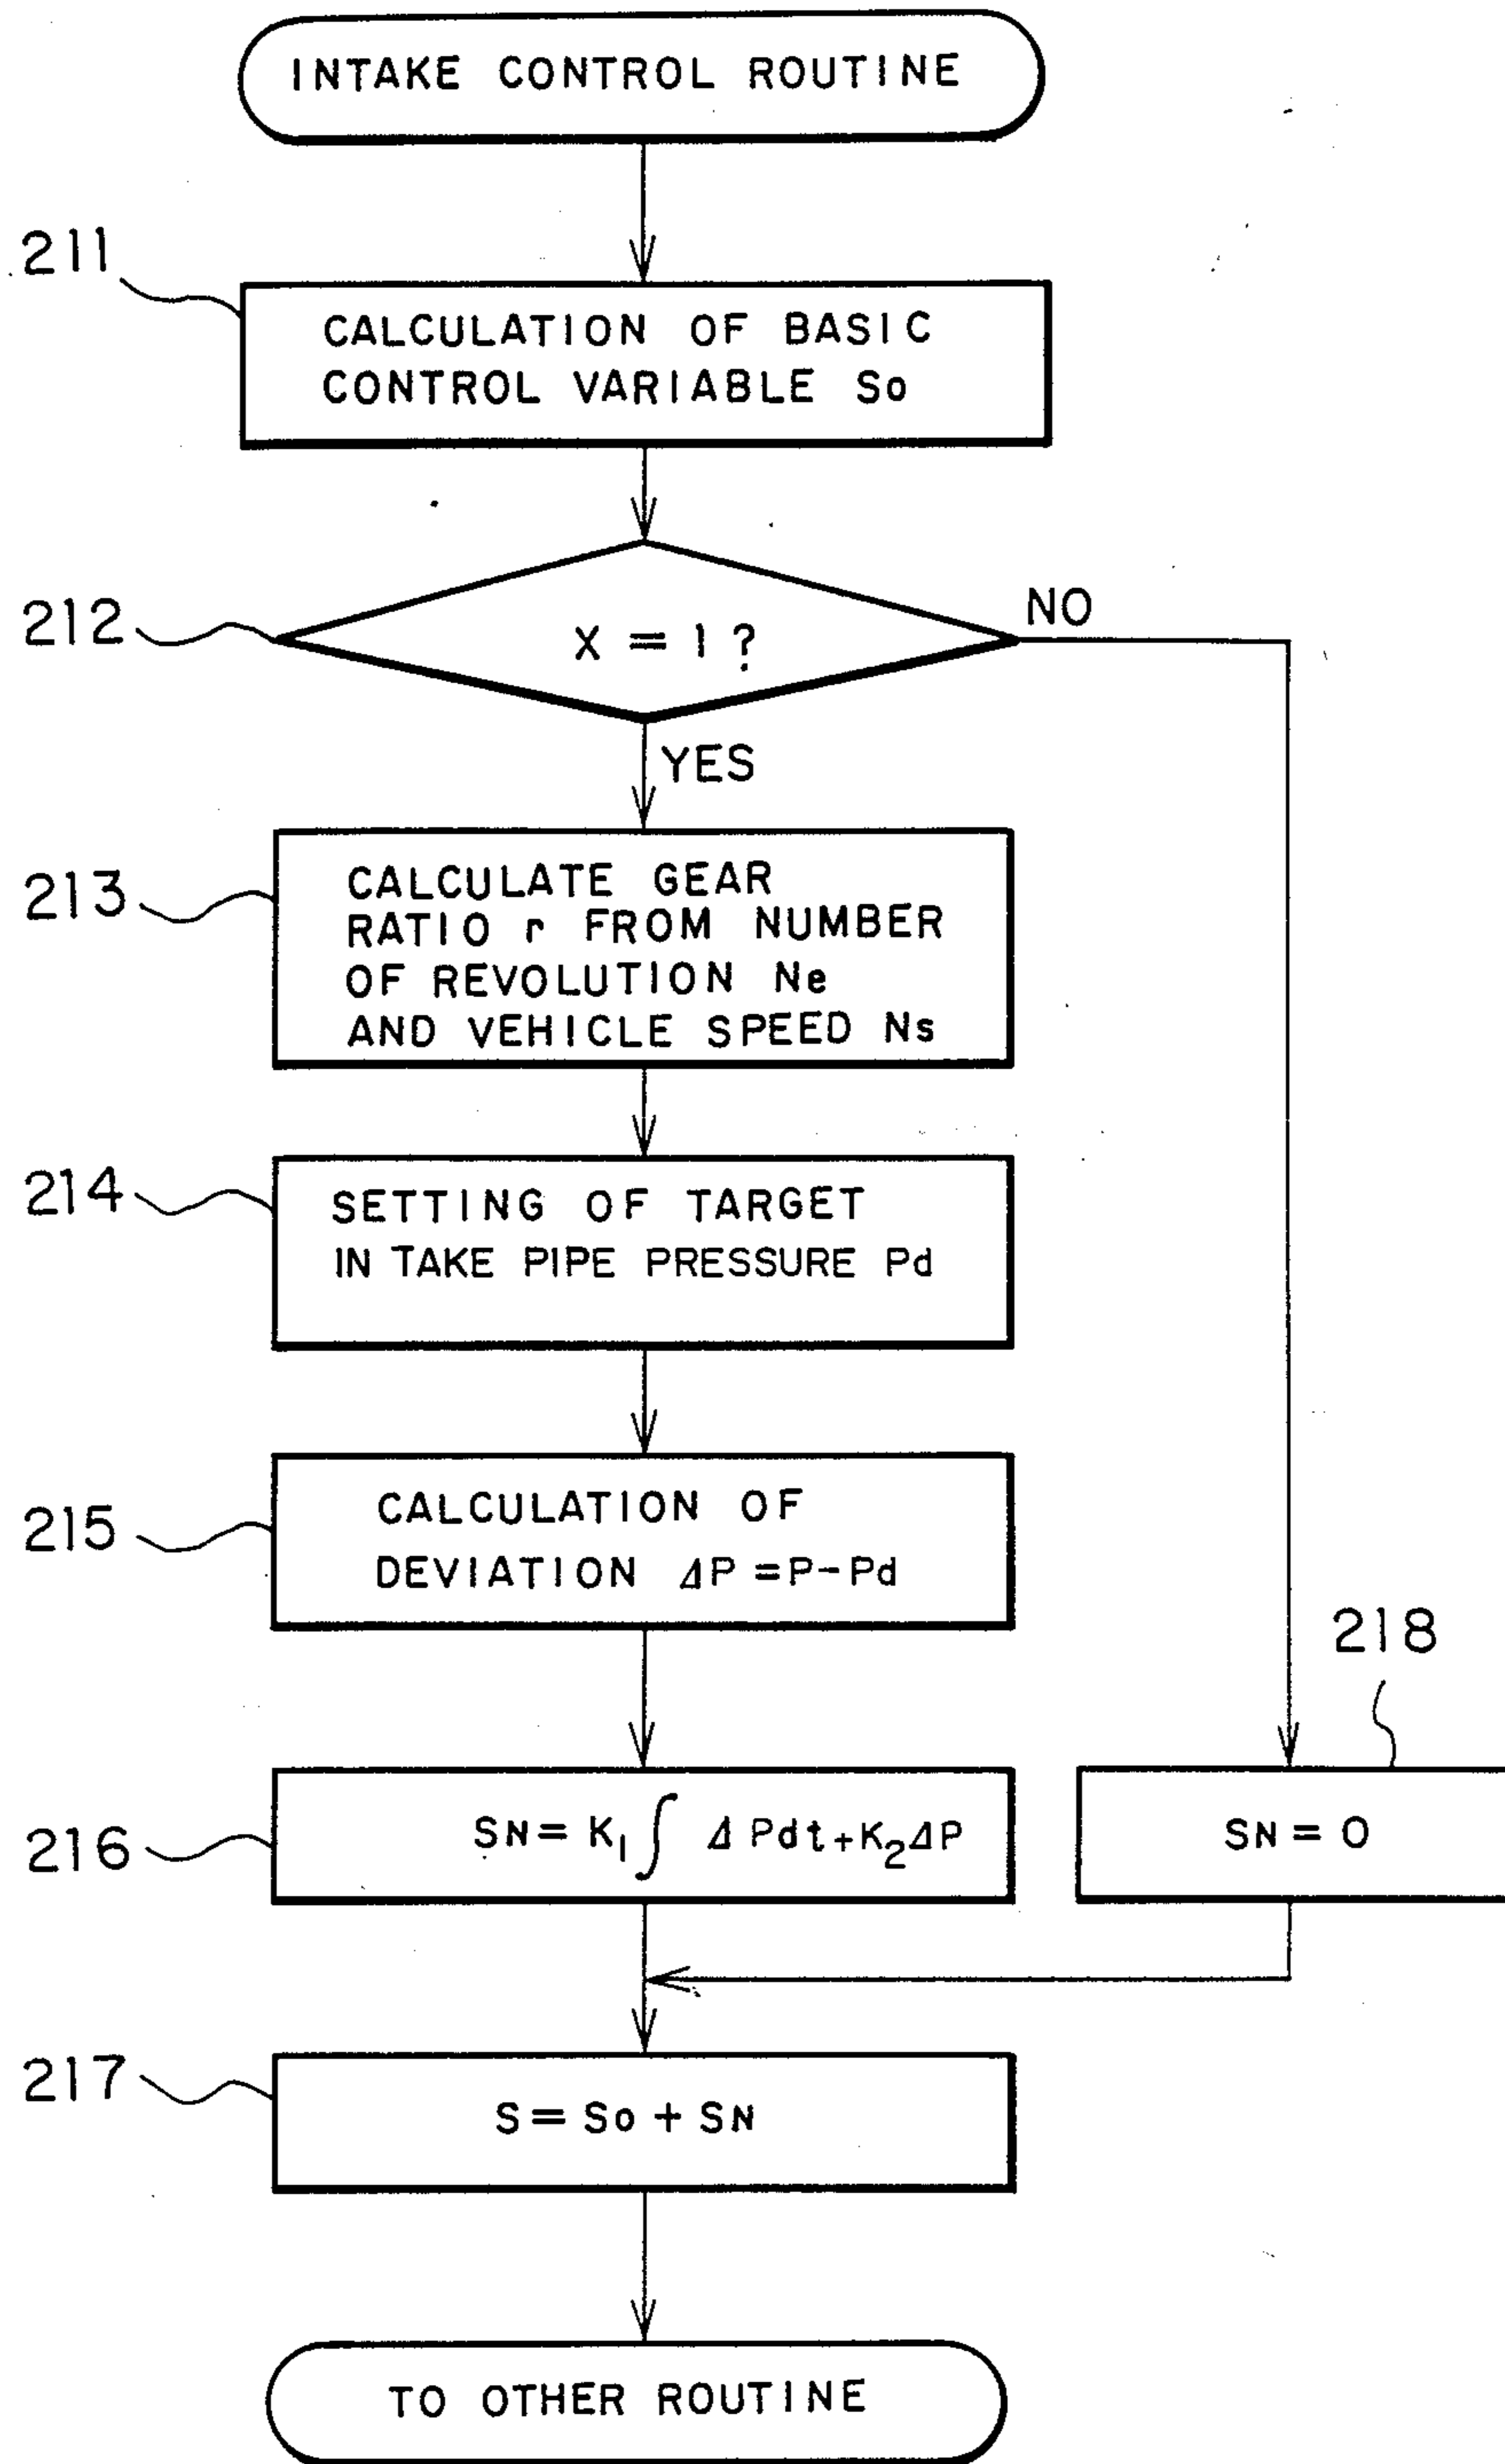 INTAKE CONTROL ROUTINE
211
CALCULATION OF BASIC
CONTROL VARIABLE So
212
X = 1 ?
NO
YES
213
CALCULATE GEAR
RATIO r FROM NUMBER
OF REVOLUTION Ne
AND VEHICLE SPEED Ns
214
SETTING OF TARGET
IN TAKE PIPE PRESSURE Pd
215
CALCULATION OF
DEVIATION ΔP = P - Pd
218
216
SN = K₁ ∫ ΔPdt + K₂ΔP
SN = 0
217
S = So + SN
TO OTHER ROUTINE